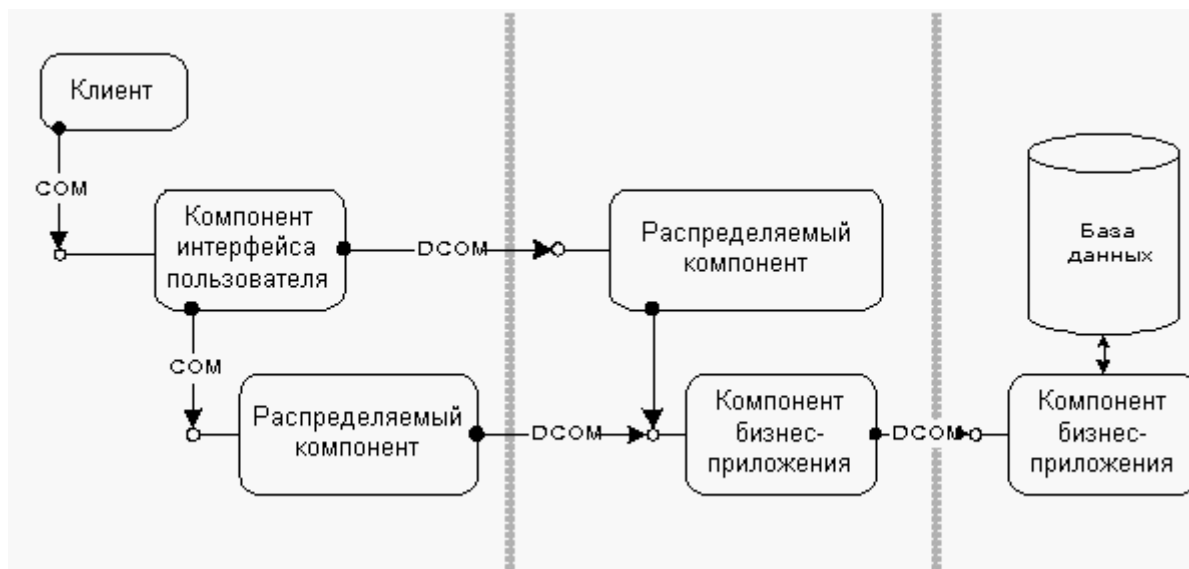 Клиент
COM
Компонент
интерфейса
пользователя
DCOM
Распределяемый
компонент
База
данных
COM
Распределяемый
компонент
DCOM
Компонент
бизнес-
приложения
DCOM
Компонент
бизнес-
приложения